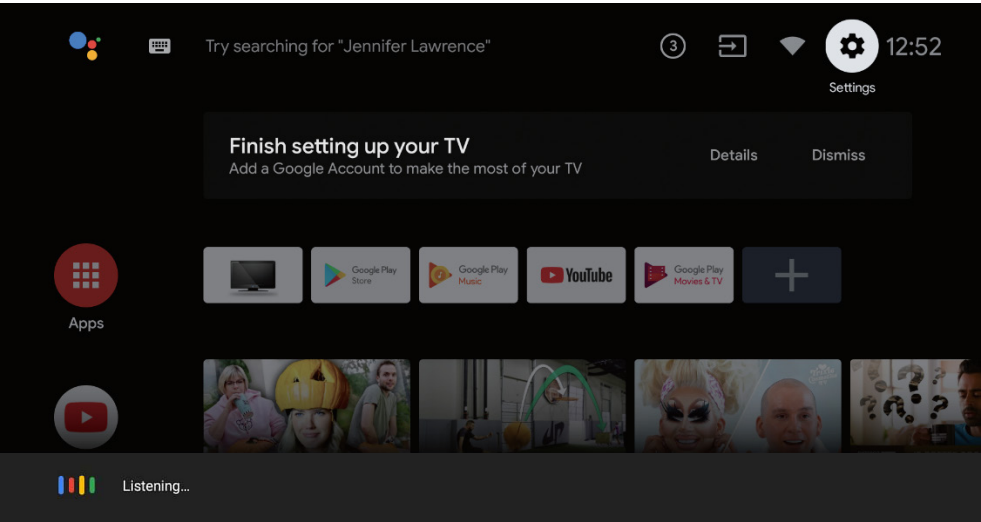 Try searching for "Jennifer Lawrence"
3
12:52
Settings
Finish setting up your TV
Add a Google Account to make the most of your TV
Details
Dismiss
Google Play
Store
Google Play
Music
YouTube
Google Play
Movies & TV
Apps
? ? ? ?
Listening...